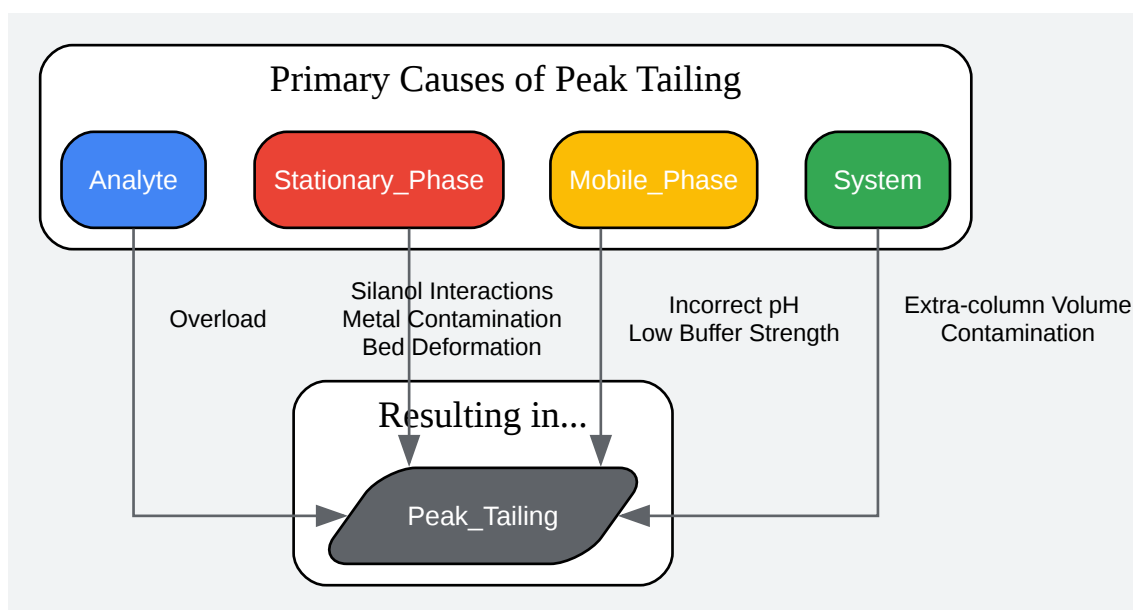 Primary Causes of Peak Tailing
Analyte
Stationary_Phase
Mobile_Phase
System
Overload
Silanol Interactions
Metal Contamination
Bed Deformation
Incorrect pH
Low Buffer Strength
Extra-column Volume
Contamination
Resulting in...
Peak_Tailing